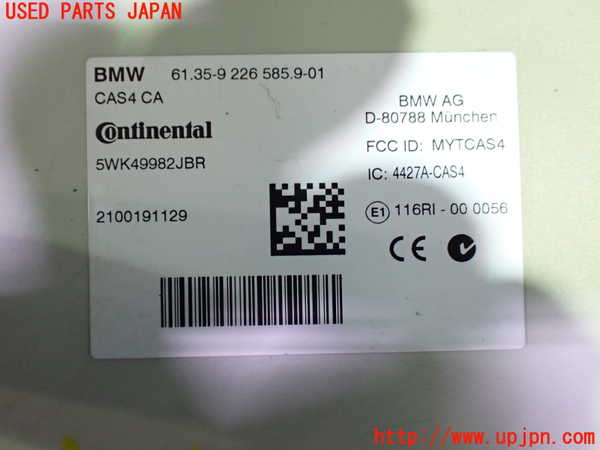 USED PARTS JAPAN
BMW 61.35-9 226 585.9-01
CAS4 CA
Continental
5WK49982JBR
2100191129
BMW AG
D-80788 München
FCC ID: MYTCAS4
IC: 4427A-CAS4
E1 116RI - 00 0056
CE
http://www.upjpn.com/